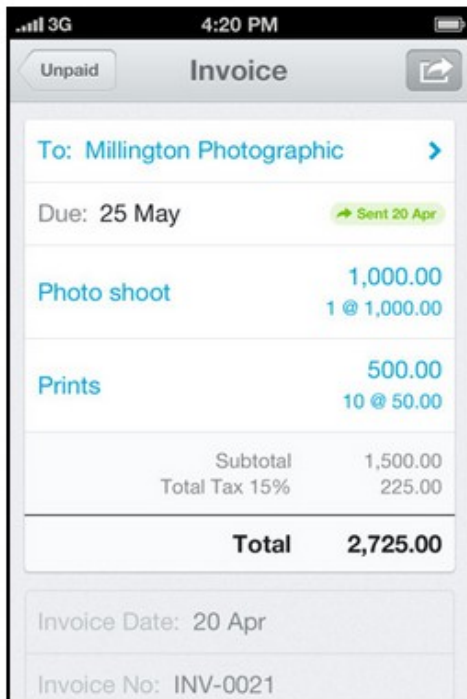 3G 4:20 PM
Unpaid Invoice
To: Millington Photographic
Due: 25 May Sent 20 Apr
Photo shoot 1,000.00
1 @ 1,000.00
Prints 500.00
10 @ 50.00
Subtotal 1,500.00
Total Tax 15% 225.00
Total 2,725.00
Invoice Date: 20 Apr
Invoice No: INV-0021